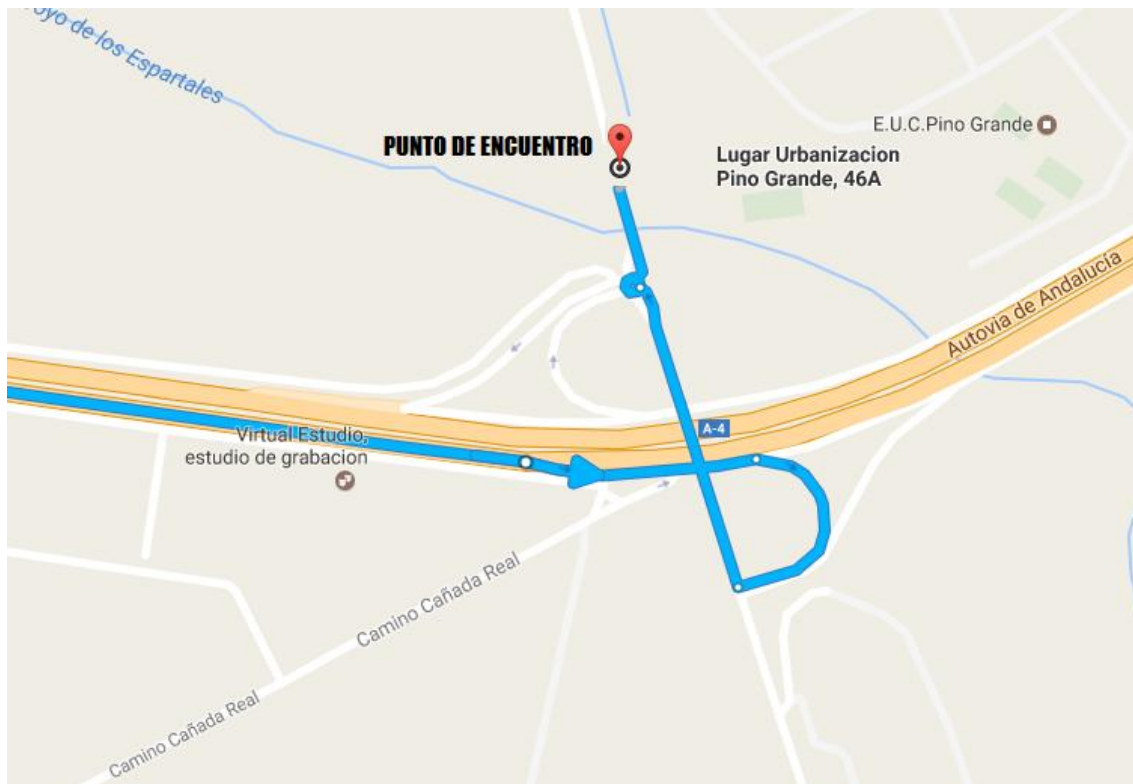 oyo de los Espartales
PUNTO DE ENCUENTRO
E.U.C.Pino Grande
Lugar Urbanizacion
Pino Grande, 46A
Autovia de Andalucía
A-4
Virtual Estudio,
estudio de grabacion
Camino Cañada Real
Camino Cañada Real